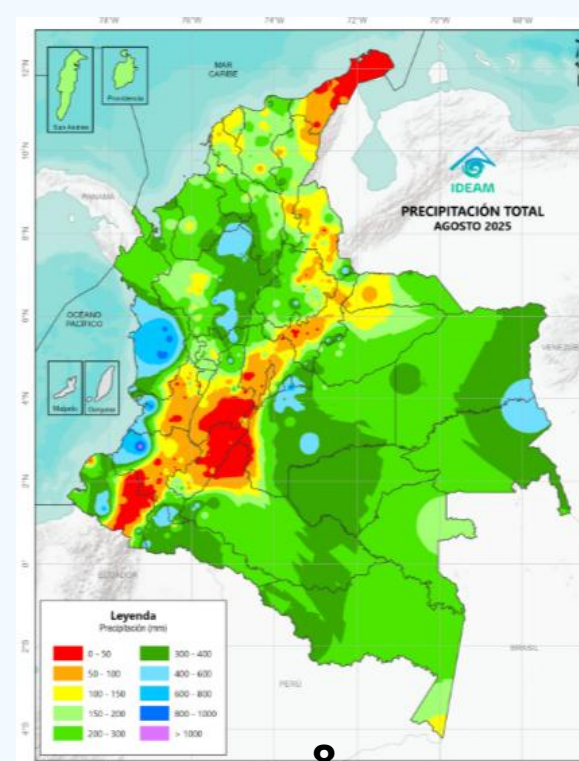 78°W 76°W 74°W 72°W 70°W 68°W
12°N
10°N
8°N
6°N
4°N
2°N
0°
2°S
4°S
San Andrés
Providencia
MAR
CARIBE
PANAMÁ
IDEAM
PRECIPITACIÓN TOTAL
AGOSTO 2025
OCÉANO
PACÍFICO
VENEZUE
Malpelo
Gorgona
ECUADOR
BRASIL
PERÚ
Leyenda
Precipitación (mm)
0 - 50
50 - 100
100 - 150
150 - 200
200 - 300
300 - 400
400 - 600
600 - 800
800 - 1000
> 1000